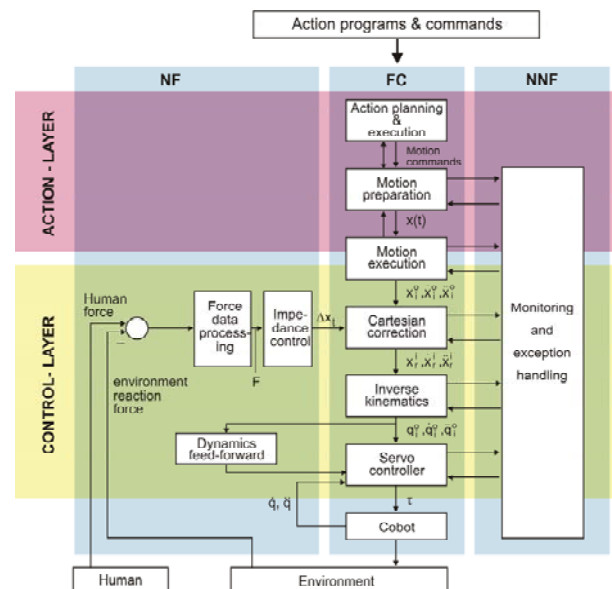 Action programs & commands
NF
FC
NNF
ACTION - LAYER
Action planning
&
execution
Motion
commands
Motion
preparation
x(t)
Motion
execution
CONTROL- LAYER
Human
force
Force
data
process-
ing
Impe-
dance
control
F
Cartesian
correction
Monitoring
and
exception
handling
environment
reaction
force
Inverse
kinematics
Dynamics
feed-forward
Servo
controller
q̇, q̈
τ
Cobot
Human
Environment